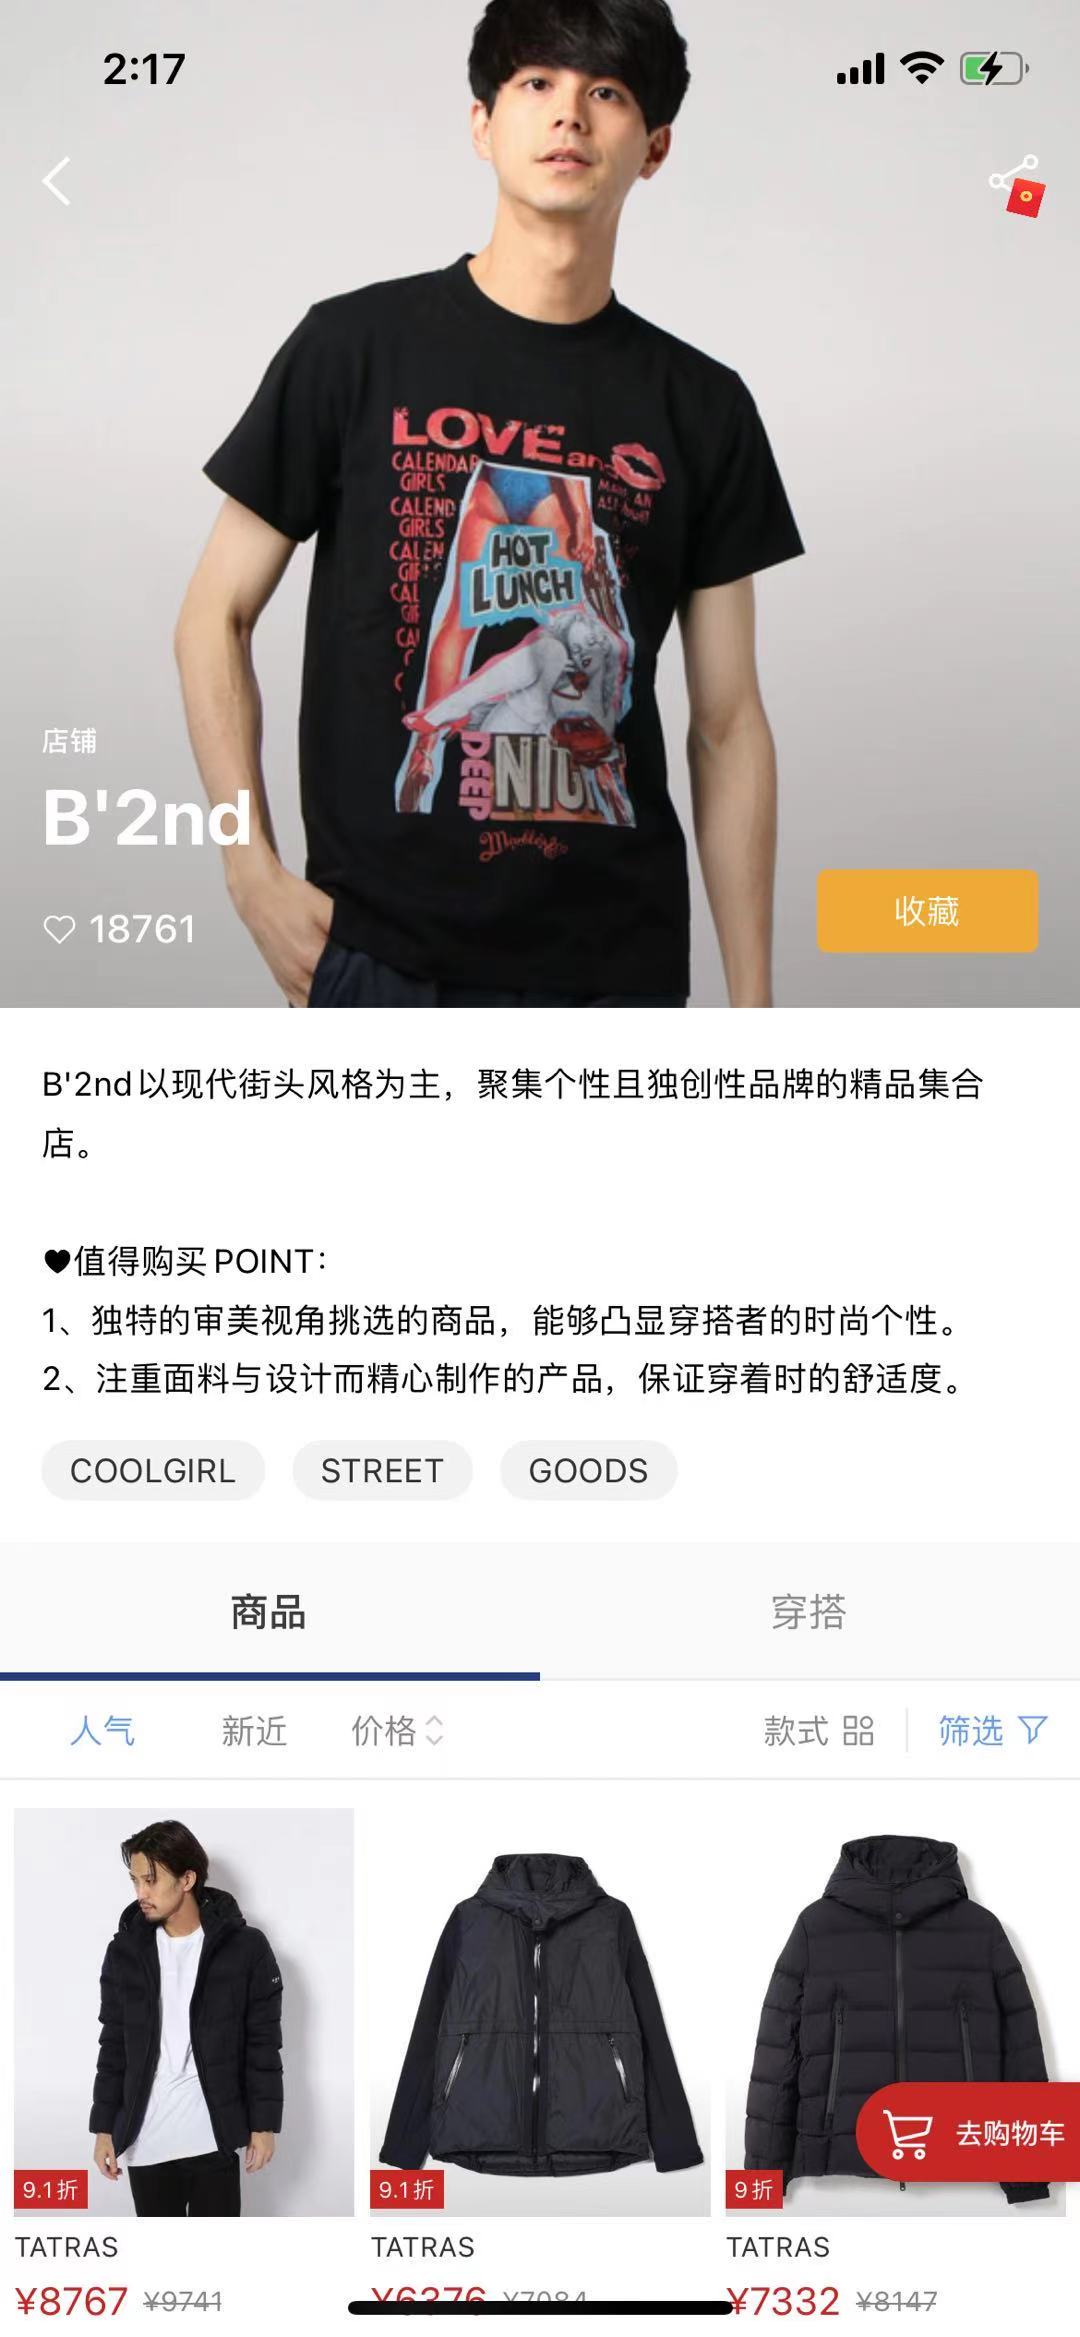 2:17
LOVE and
CALENDAR
GIRLS
CALEND
GIRLS
CALEN
CAL
HOT
LUNCH
DEEP
店铺
B'2nd
18761
收藏
B'2nd以现代街头风格为主，聚集个性且独创性品牌的精品集合
店。
♥值得购买POINT：
1、独特的审美视角挑选的商品，能够凸显穿搭者的时尚个性。
2、注重面料与设计而精心制作的产品，保证穿着时的舒适度。
COOLGIRL STREET GOODS
商品 穿搭
人气 新近 价格 款式 筛选
去购物车
9.1折 9.1折 9折
TATRAS TATRAS TATRAS
¥8767 ¥9741 ¥6376 ¥7084 ¥7332 ¥8147